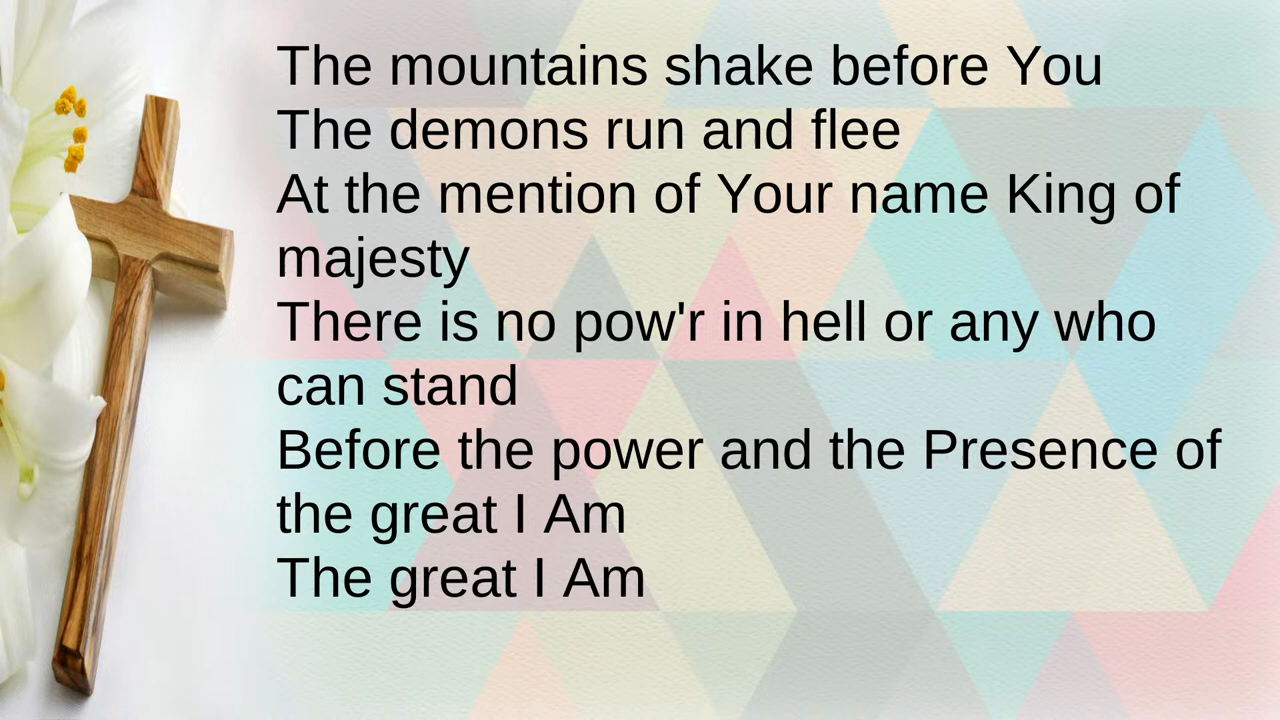 The mountains shake before You
The demons run and flee
At the mention of Your name King of
majesty
There is no pow'r in hell or any who
can stand
Before the power and the Presence of
the great I Am
The great I Am